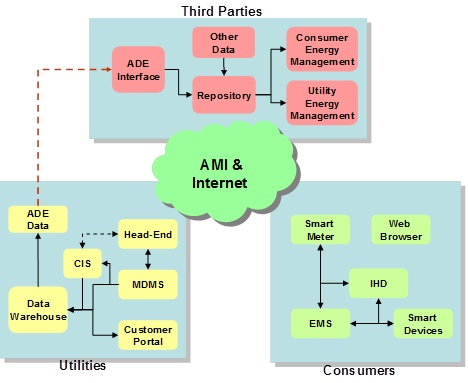 Third Parties
Other
Data
Consumer
Energy
Management
ADE
Interface
Repository
Utility
Energy
Management
AMI &
Internet
ADE
Data
Head-End
CIS
MDMS
Data
Warehouse
Customer
Portal
Utilities
Smart
Meter
Web
Browser
IHD
EMS
Smart
Devices
Consumers